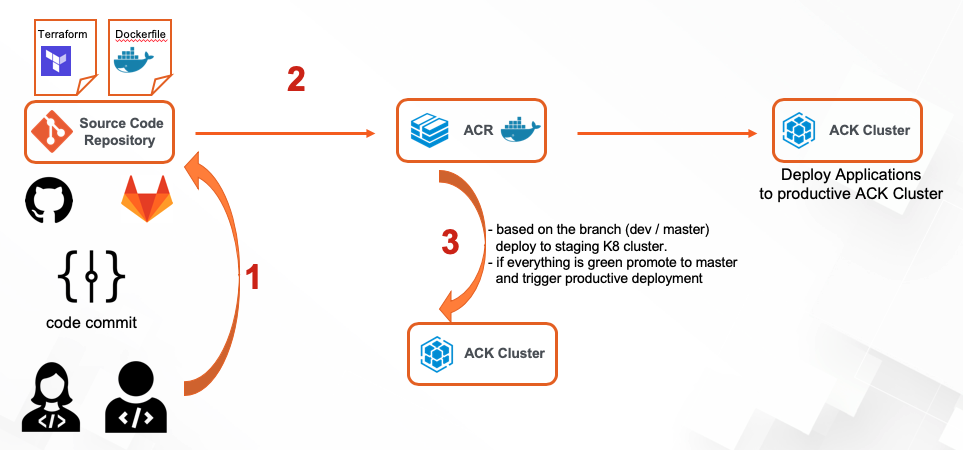 Terraform
Dockerfile
2
Source Code
Repository
ACR
ACK Cluster
Deploy Applications
to productive ACK Cluster
3
- based on the branch (dev / master)
deploy to staging K8 cluster.
- if everything is green promote to master
and trigger productive deployment
1
code commit
ACK Cluster